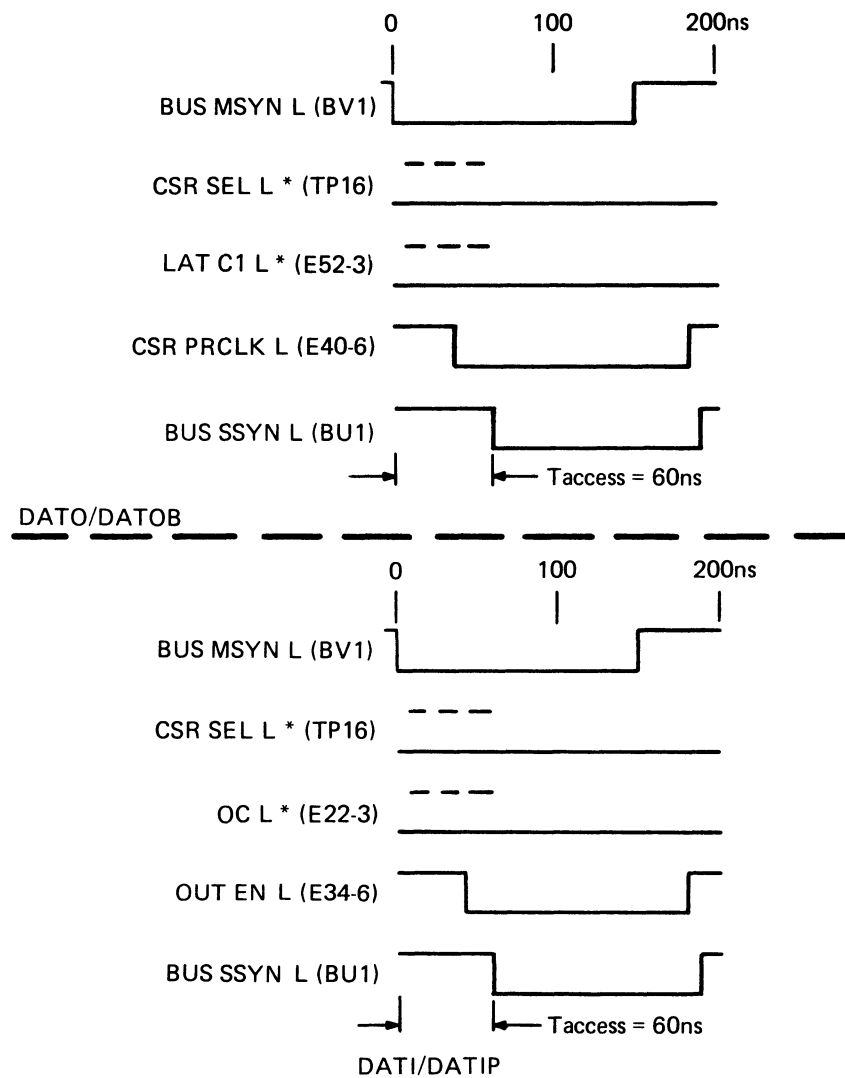 0 100 200ns
BUS MSYN L (BV1)
CSR SEL L * (TP16)
LAT C1 L * (E52-3)
CSR PRCLK L (E40-6)
BUS SSYN L (BU1)
Taccess = 60ns
DATO/DATOB
0 100 200ns
BUS MSYN L (BV1)
CSR SEL L * (TP16)
OC L * (E22-3)
OUT EN L (E34-6)
BUS SSYN L (BU1)
Taccess = 60ns
DATI/DATIP